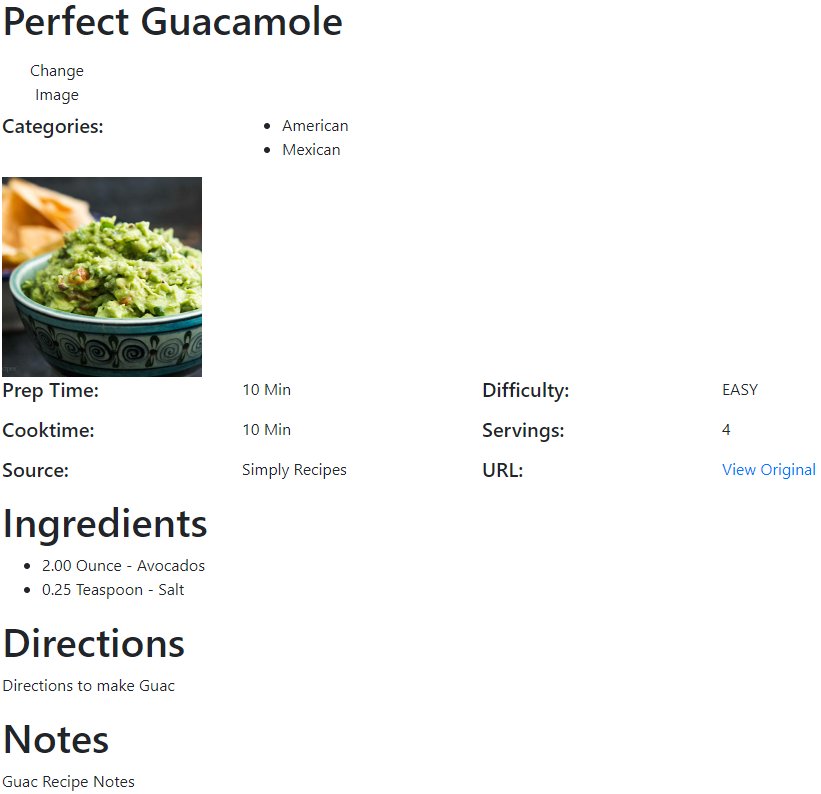 Perfect Guacamole
Change
Image
Categories:
American
Mexican
Prep Time: 10 Min Difficulty: EASY
Cooktime: 10 Min Servings: 4
Source: Simply Recipes URL: View Original
Ingredients
2.00 Ounce - Avocados
0.25 Teaspoon - Salt
Directions
Directions to make Guac
Notes
Guac Recipe Notes